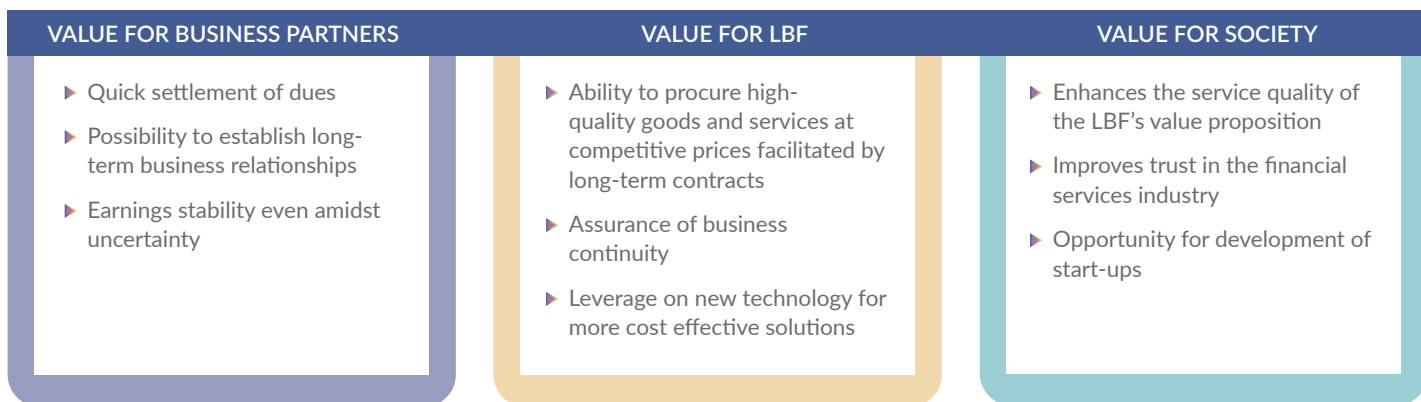 VALUE FOR BUSINESS PARTNERS
Quick settlement of dues
Possibility to establish long-
term business relationships
Earnings stability even amidst
uncertainty
VALUE FOR LBF
Ability to procure high-
quality goods and services at
competitive prices facilitated by
long-term contracts
Assurance of business
continuity
Leverage on new technology for
more cost effective solutions
VALUE FOR SOCIETY
Enhances the service quality of
the LBF’s value proposition
Improves trust in the financial
services industry
Opportunity for development of
start-ups